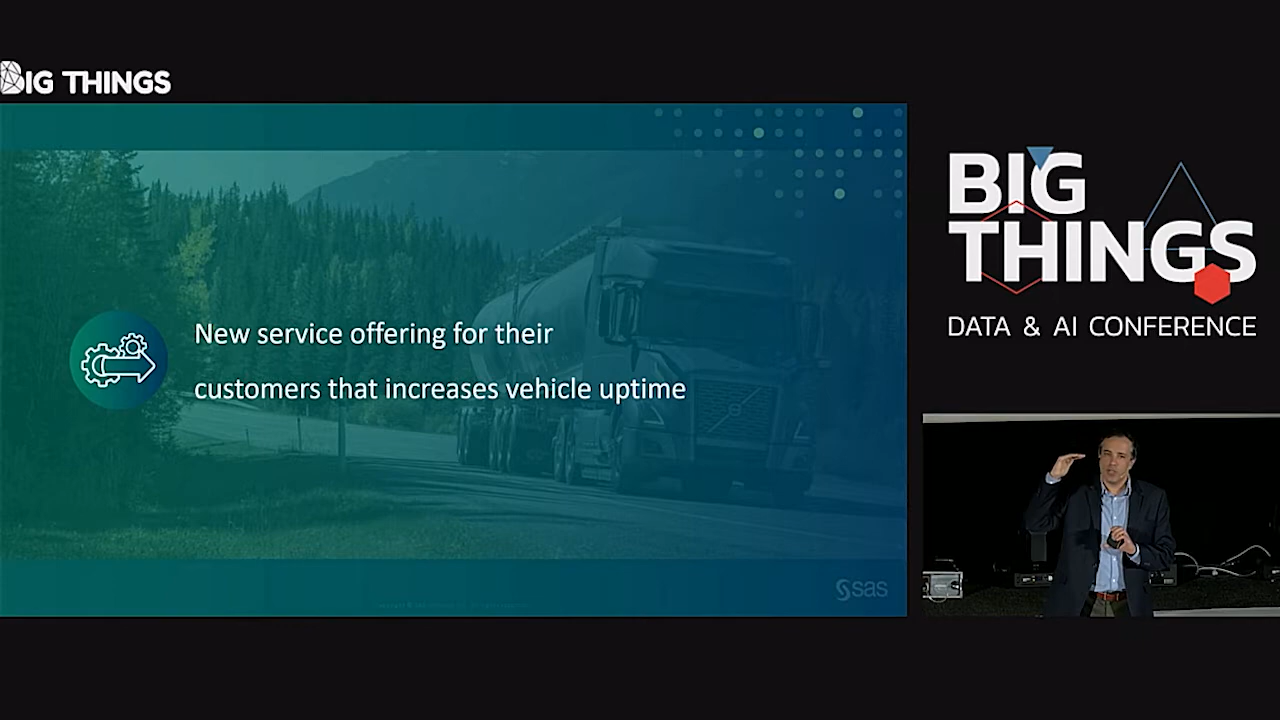 BIG THINGS
New service offering for their
customers that increases vehicle uptime
sas
BIG
THINGS
DATA & AI CONFERENCE